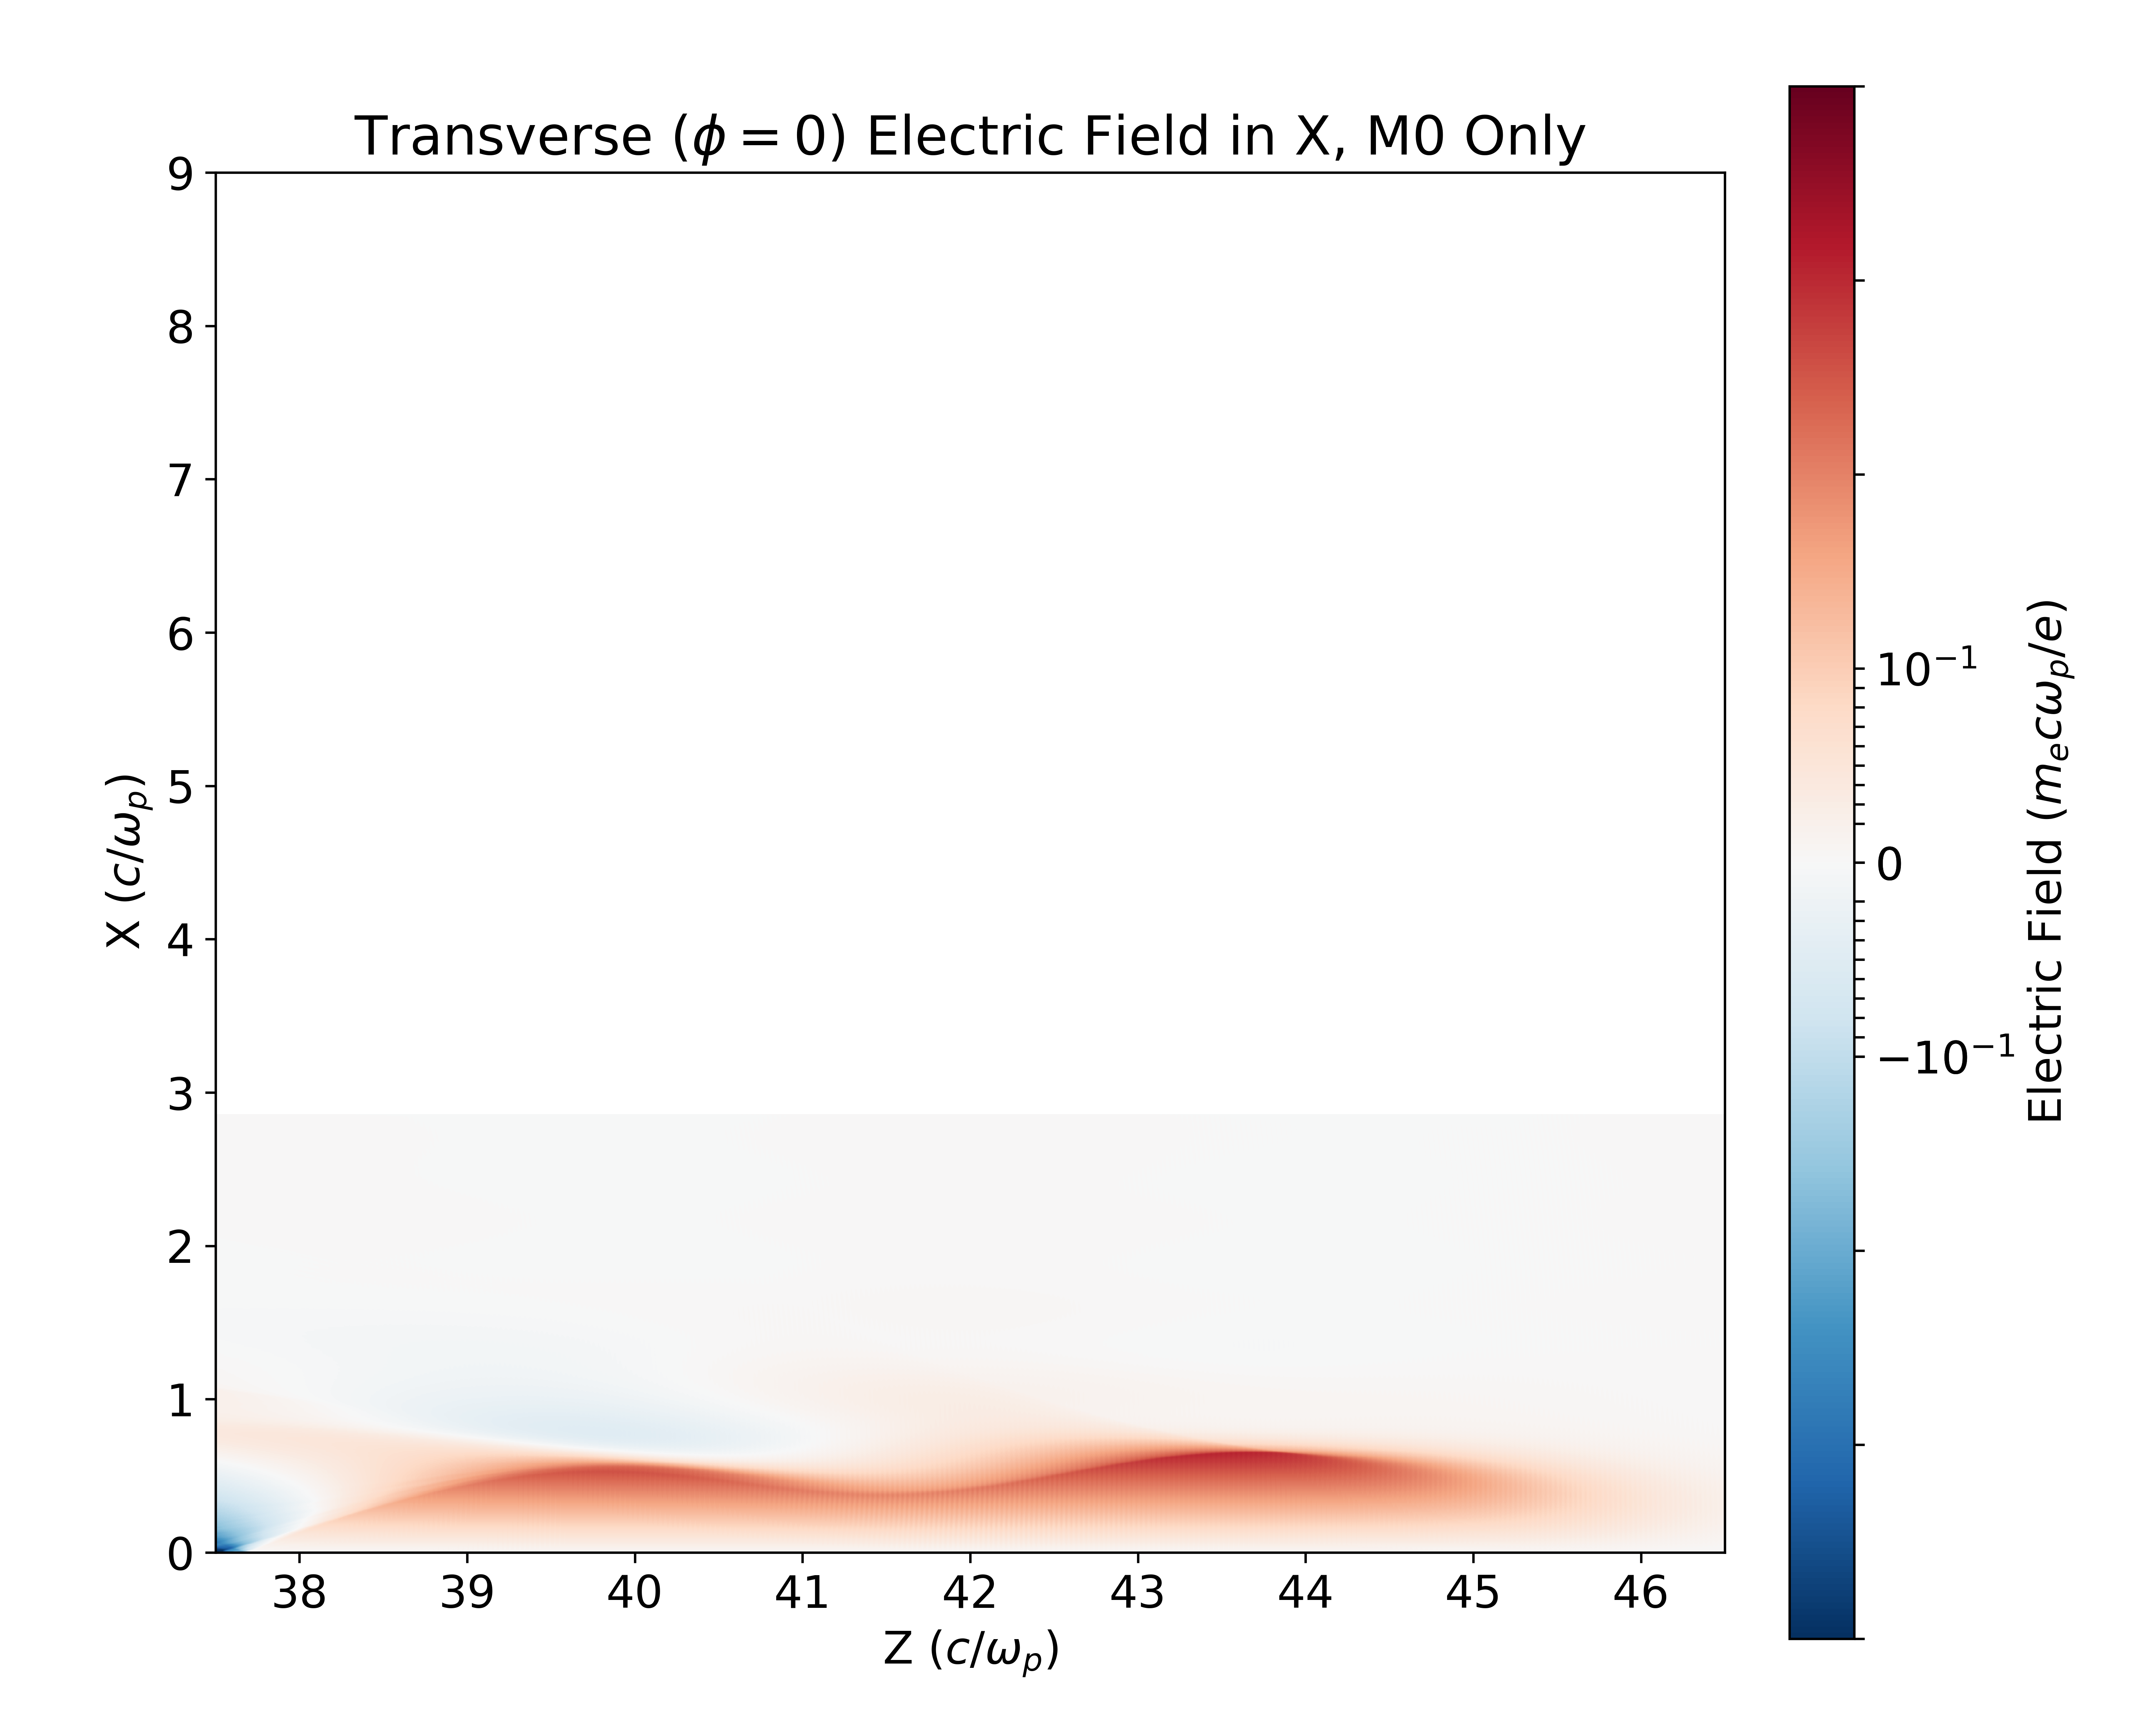 Transverse (ϕ = 0) Electric Field in X, M0 Only
9
8
7
6
5
4
3
2
1
0
X (c/ωₚ)
38 39 40 41 42 43 44 45 46
Z (c/ωₚ)
10⁻¹
0
−10⁻¹
Electric Field (mₑcωₚ/e)